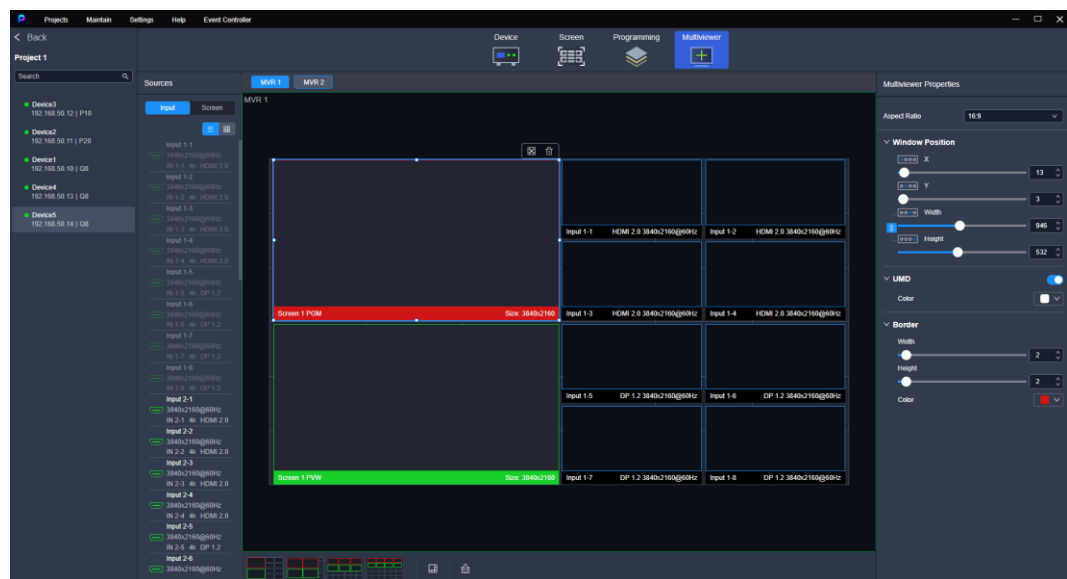 Projects Maintain Settings Help Event Controller
Back
Device Screen Programming Multiviewer
Project 1
Search
Device3
192.168.50.12 | P10
Device2
192.168.50.11 | P20
Device1
192.168.50.10 | Q8
Device4
192.168.50.13 | Q8
Device5
192.168.50.14 | Q8
Sources
Input Screen
Input 1-1
3840x2160@60Hz
IN 1-1 4k HDMI 2.0
Input 1-2
3840x2160@60Hz
IN 1-2 4k HDMI 2.0
Input 1-3
3840x2160@60Hz
IN 1-3 4k HDMI 2.0
Input 1-4
3840x2160@60Hz
IN 1-4 4k HDMI 2.0
Input 1-5
3840x2160@60Hz
IN 1-5 4k DP 1.2
Input 1-6
3840x2160@60Hz
IN 1-6 4k DP 1.2
Input 1-7
3840x2160@60Hz
IN 1-7 4k DP 1.2
Input 1-8
3840x2160@60Hz
IN 1-8 4k DP 1.2
Input 2-1
3840x2160@60Hz
IN 2-1 4k HDMI 2.0
Input 2-2
3840x2160@60Hz
IN 2-2 4k HDMI 2.0
Input 2-3
3840x2160@60Hz
IN 2-3 4k HDMI 2.0
Input 2-4
3840x2160@60Hz
IN 2-4 4k HDMI 2.0
Input 2-5
3840x2160@60Hz
IN 2-5 4k DP 1.2
Input 2-6
3840x2160@60Hz
MVR 1 MVR 2
MVR 1
Input 1-1 HDMI 2.0 3840x2160@60Hz Input 1-2 HDMI 2.0 3840x2160@60Hz
Screen 1 PGM Size: 3840x2160 Input 1-3 HDMI 2.0 3840x2160@60Hz Input 1-4 HDMI 2.0 3840x2160@60Hz
Input 1-5 DP 1.2 3840x2160@60Hz Input 1-6 DP 1.2 3840x2160@60Hz
Screen 1 PVW Size: 3840x2160 Input 1-7 DP 1.2 3840x2160@60Hz Input 1-8 DP 1.2 3840x2160@60Hz
Multiviewer Properties
Aspect Ratio 16:9
Window Position
X
13
Y
3
Width
946
Height
532
UMD
Color
Border
Width
2
Height
2
Color